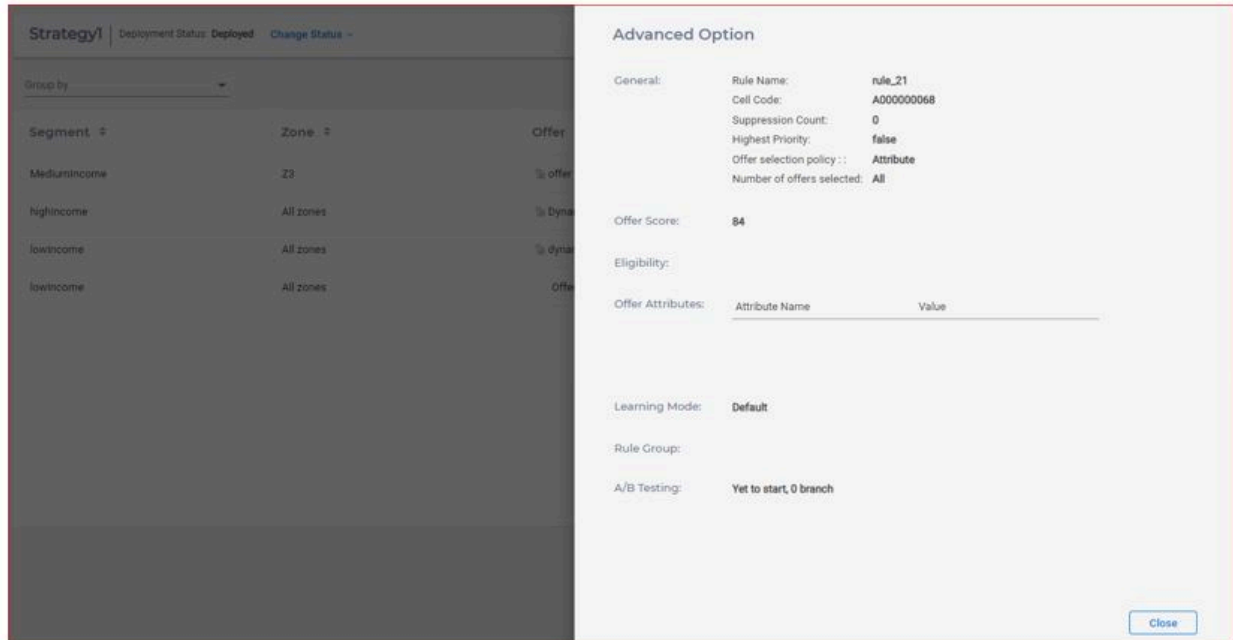 Strategy1 | Deployment Status: Deployed Change Status
Group by
Segment Zone Offer
MediumIncome Z3 offer
highincome All zones Dyna
lowincome All zones dynar
lowincome All zones Offe
Advanced Option
General: Rule Name: rule_21
Cell Code: A000000068
Suppression Count: 0
Highest Priority: false
Offer selection policy : : Attribute
Number of offers selected: All
Offer Score: 84
Eligibility:
Offer Attributes: Attribute Name Value
Learning Mode: Default
Rule Group:
A/B Testing: Yet to start, 0 branch
Close